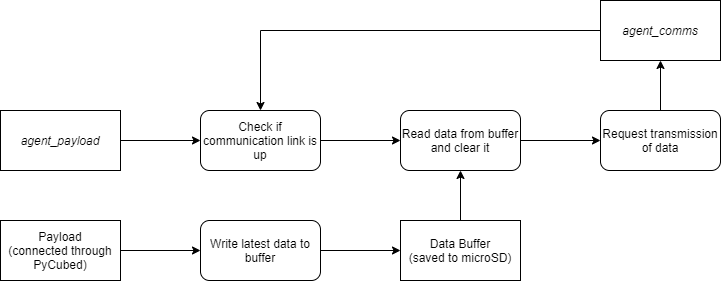 agent_comms
agent_payload
Check if
communication link is
up
Read data from buffer
and clear it
Request transmission
of data
Payload
(connected through
PyCubed)
Write latest data to
buffer
Data Buffer
(saved to microSD)